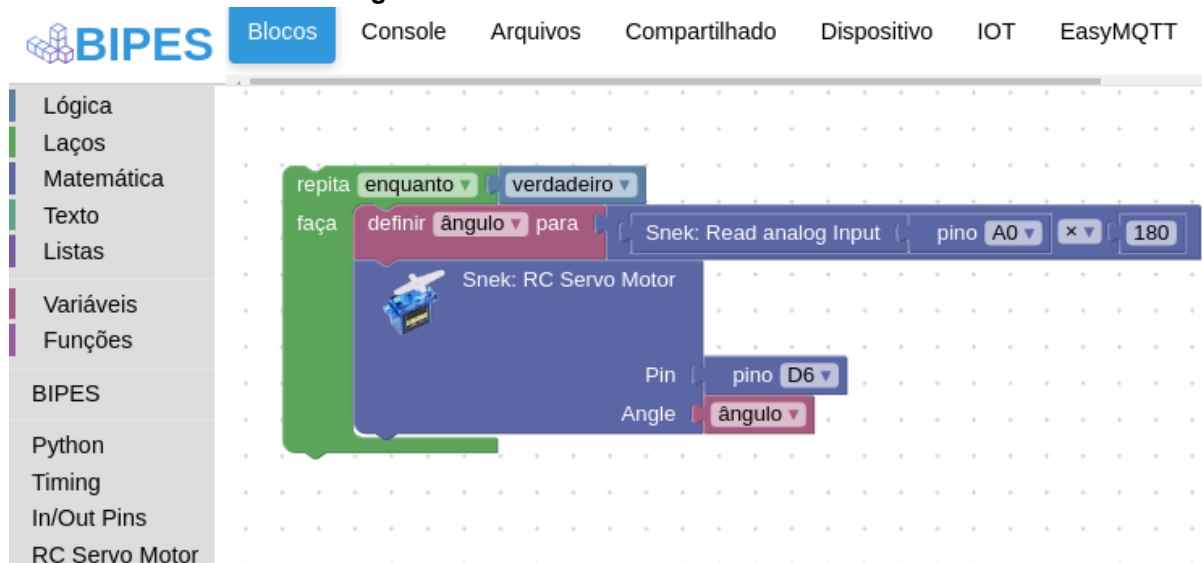 g
BIPES
Blocos Console Arquivos Compartilhado Dispositivo IOT EasyMQTT
Lógica
Laços
Matemática
Texto
Listas
Variáveis
Funções
BIPES
Python
Timing
In/Out Pins
RC Servo Motor
repita enquanto verdadeiro
faça definir ângulo para Snek: Read analog Input pino A0 × 180
Snek: RC Servo Motor
Pin pino D6
Angle ângulo